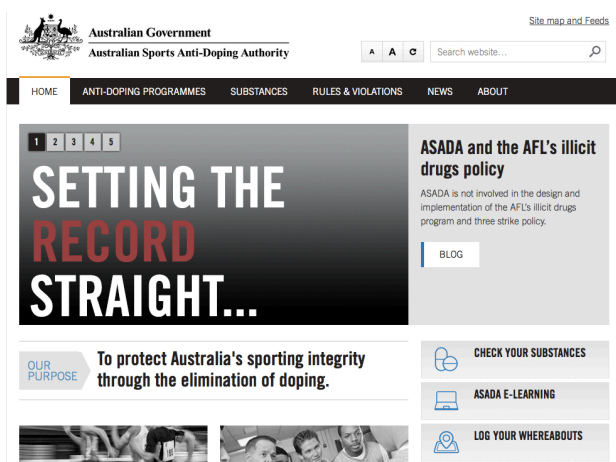 Site map and Feeds
Australian Government
Australian Sports Anti-Doping Authority
A A C Search website...
HOME ANTI-DOPING PROGRAMMES SUBSTANCES RULES & VIOLATIONS NEWS ABOUT
1 2 3 4 5
SETTING THE
RECORD
STRAIGHT...
ASADA and the AFL's illicit
drugs policy
ASADA is not involved in the design and
implementation of the AFL's illicit drugs
program and three strike policy.
BLOG
OUR
PURPOSE
To protect Australia's sporting integrity
through the elimination of doping.
CHECK YOUR SUBSTANCES
ASADA E-LEARNING
LOG YOUR WHEREABOUTS